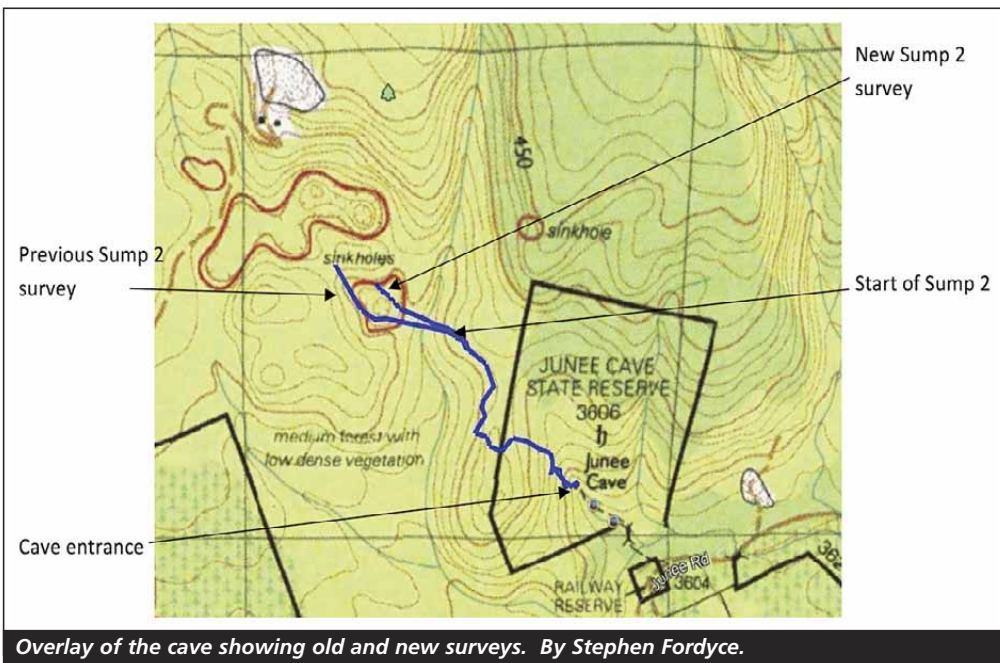 New Sump 2
survey
450
sinkhole
Previous Sump 2
survey
sinkholes
Start of Sump 2
JUNEE CAVE
STATE RESERVE
3606
Junee
Cave
medium forest with
low dense vegetation
Cave entrance
Junee Rd
3604
RAILWAY
RESERVE
Overlay of the cave showing old and new surveys. By Stephen Fordyce.